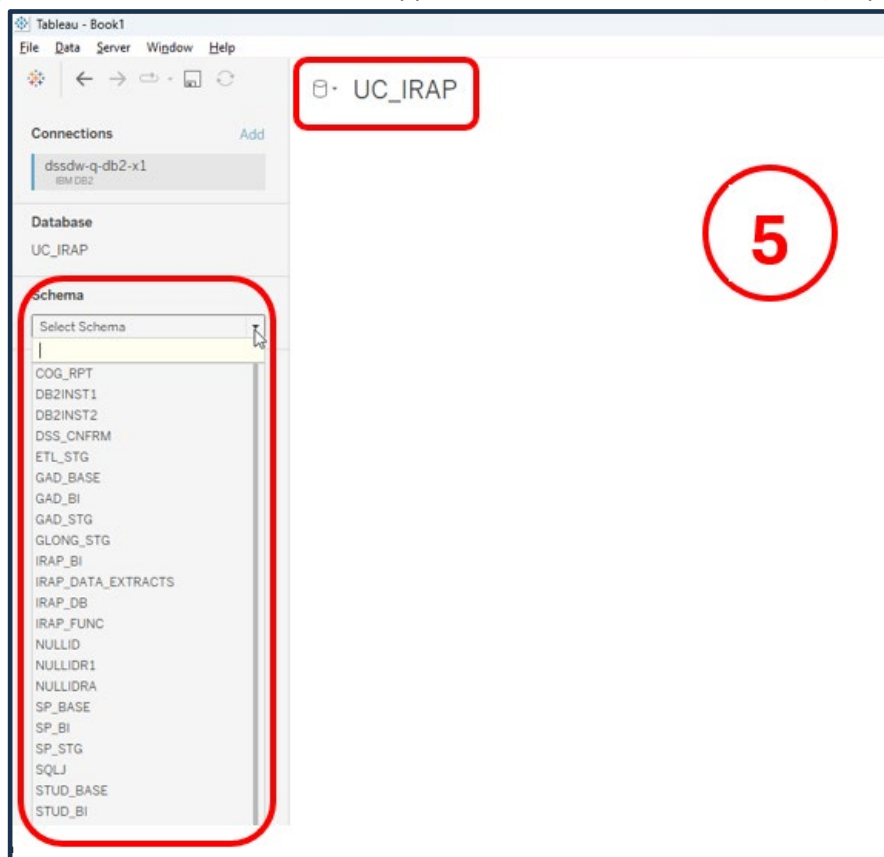 Tableau - Book1
File Data Server Window Help
UC_IRAP
Connections Add
dssdw-q-db2-x1
IBM DB2
Database
UC_IRAP
5
Schema
Select Schema
COG_RPT
DB2INST1
DB2INST2
DSS_CNFRM
ETL_STG
GAD_BASE
GAD_BI
GAD_STG
GLONG_STG
IRAP_BI
IRAP_DATA_EXTRACTS
IRAP_DB
IRAP_FUNC
NULLID
NULLIDR1
NULLIDRA
SP_BASE
SP_BI
SP_STG
SQLJ
STUD_BASE
STUD_BI